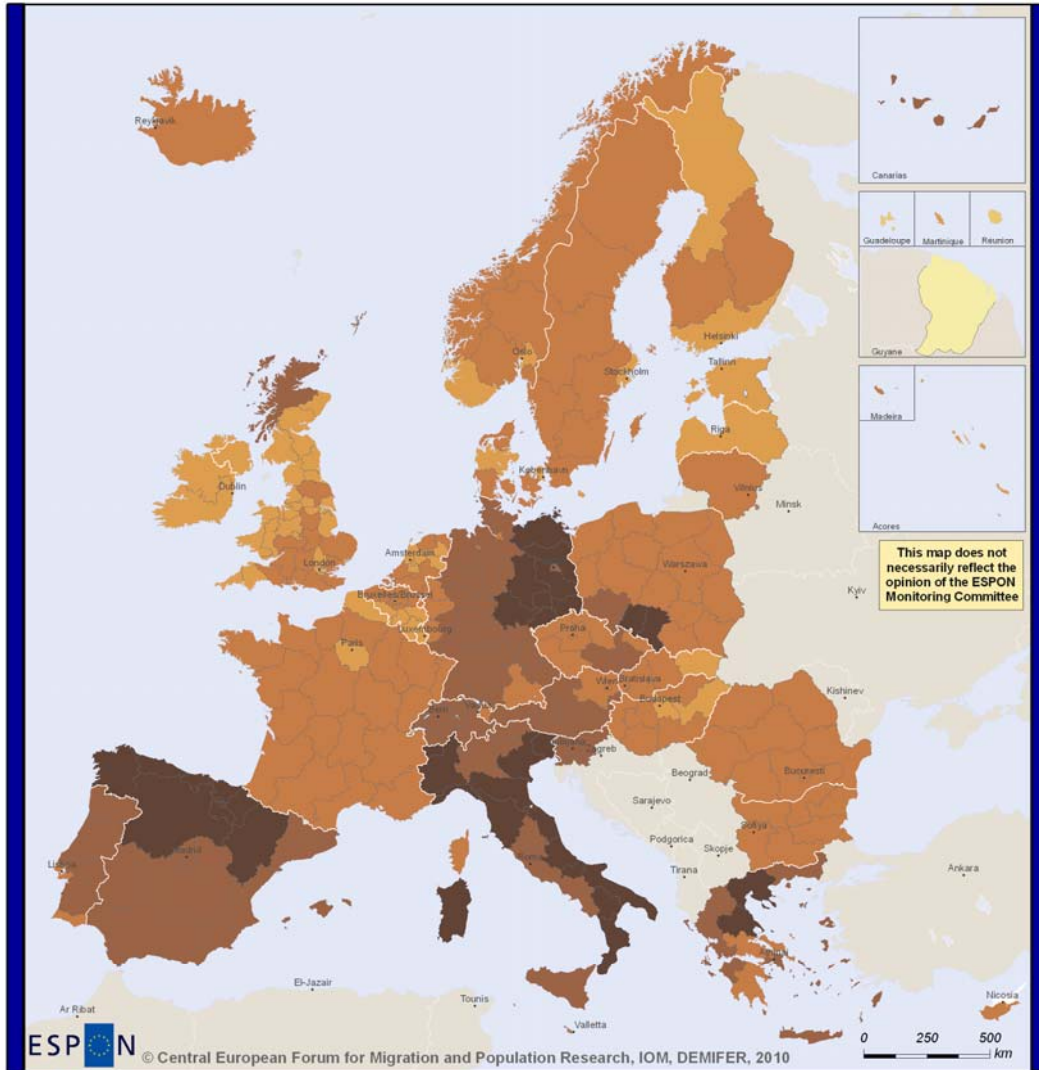 Reykjavik
Canarias
Guadeloupe
Martinique
Reunion
Guyane
Helsinki
Oslo
Tallinn
Stockholm
Madeira
Riga
København
Dublin
Vilnius
Minsk
Acores
Amsterdam
London
Warszawa
This map does not
necessarily reflect the
opinion of the ESPON
Monitoring Committee
Bruxelles/Brussel
Kyiv
Luxembourg
Praha
Paris
Wien
Bratislava
Kishinev
Budapest
Bern
Zagreb
Beograd
Bucuresti
Sarajevo
Sofiya
Podgorica
Skopje
Madrid
Roma
Lisboa
Tirana
Ankara
El-Jazair
Tounis
Nicosia
Ar Ribat
Valletta
ESPON
© Central European Forum for Migration and Population Research, IOM, DEMIFER, 2010
0 250 500
km